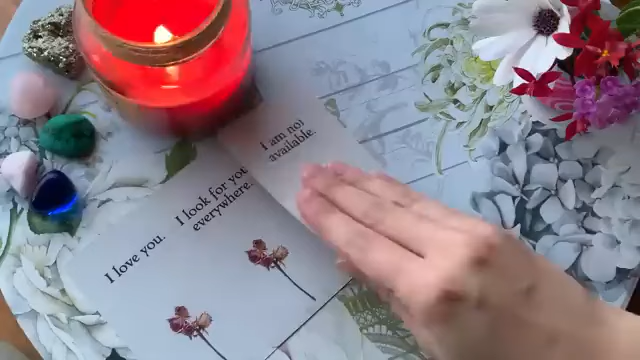 I love you.
I look for you
everywhere.
i am not
available.